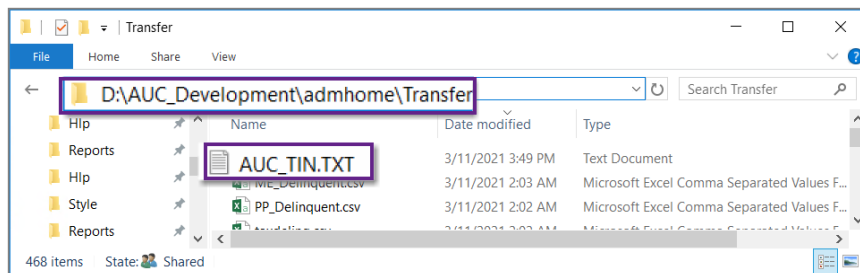 Transfer
File Home Share View
D:\AUC_Development\admhome\Transfer
Search Transfer
Hlp
Name Date modified Type
Reports
AUC_TIN.TXT 3/11/2021 3:49 PM Text Document
Hlp
ME_Delinquent.csv 3/11/2021 2:03 AM Microsoft Excel Comma Separated Values F...
Style
PP_Delinquent.csv 3/11/2021 2:02 AM Microsoft Excel Comma Separated Values F...
Reports
468 items State: Shared